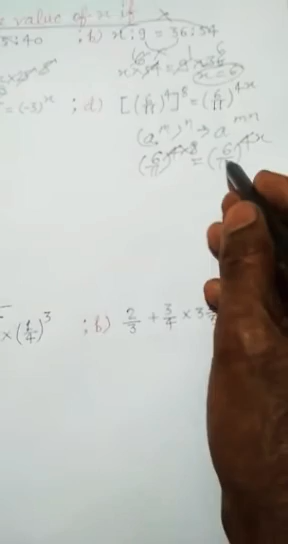 value of x if
5:40 ; b) x:9 = 36:54
x × 54 = 9 × 36
x = 6
= (-3)^x ; d) [(6/11)^4]^8 = (6/11)^{4x}
(a^m)^n → a^{mn}
(6/11)^{4×8} = (6/11)^{4x}
× (1/4)^3 ; b) 2/3 + 3/4 × 3